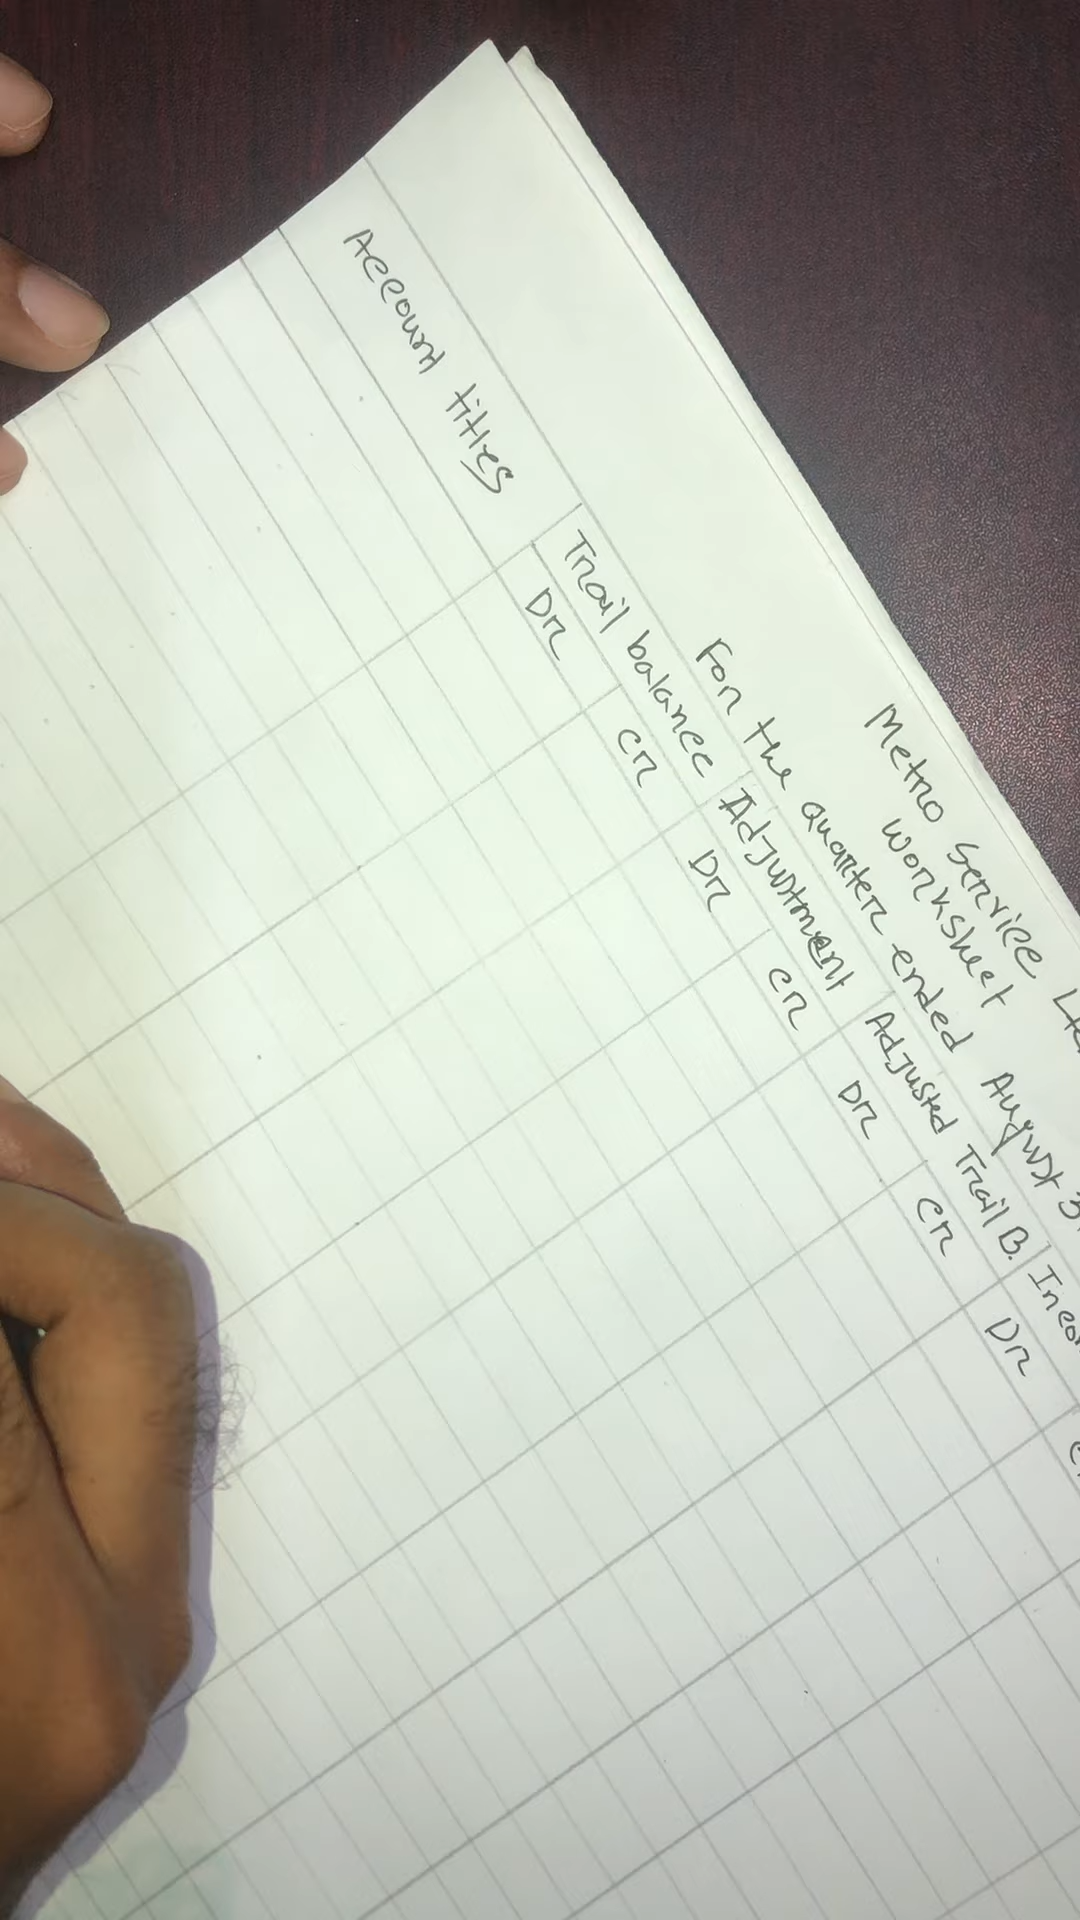 Metro Service
Worksheet
For the quarter ended August
Account titles Trail balance Adjustment Adjusted Trail B.
Dr Cr Dr Cr Dr Cr Dr